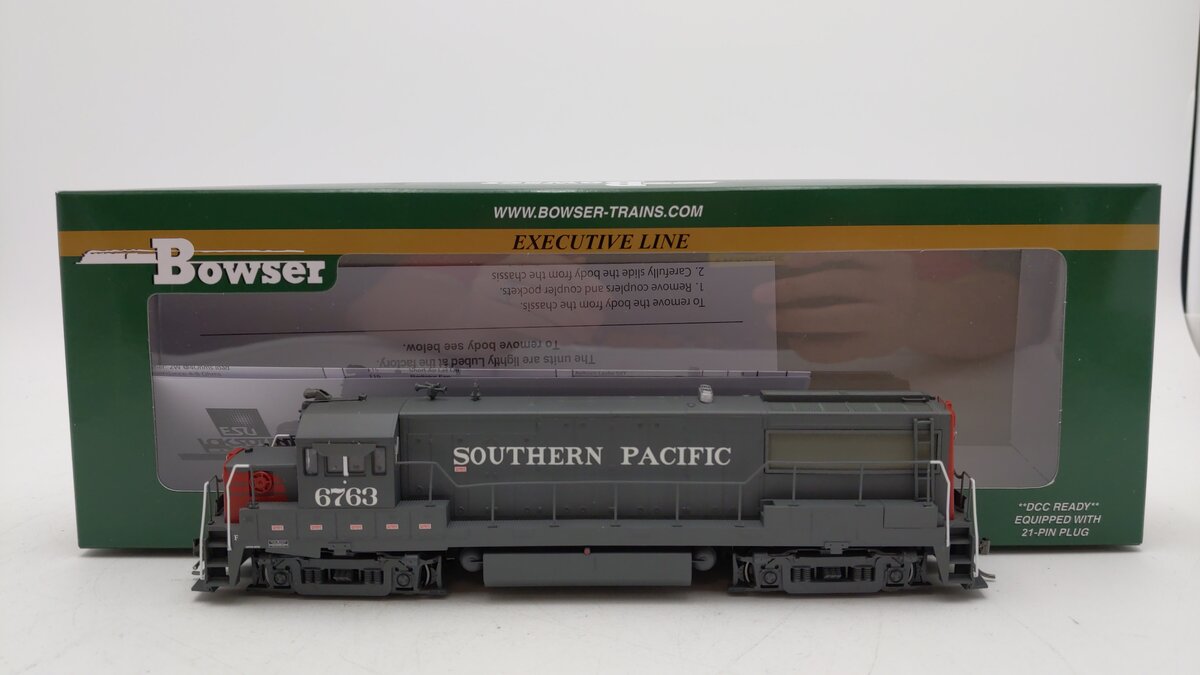 WWW.BOWSER-TRAINS.COM
EXECUTIVE LINE
Bowser
2. Carefully slide the body from the chassis
1. Remove couplers and coupler pockets.
To remove the body from the chassis.
To remove body see below.
The units are lightly Lubed at the factory.
ESU
SOUTHERN PACIFIC
6763
F
**DCC READY**
EQUIPPED WITH
21-PIN PLUG